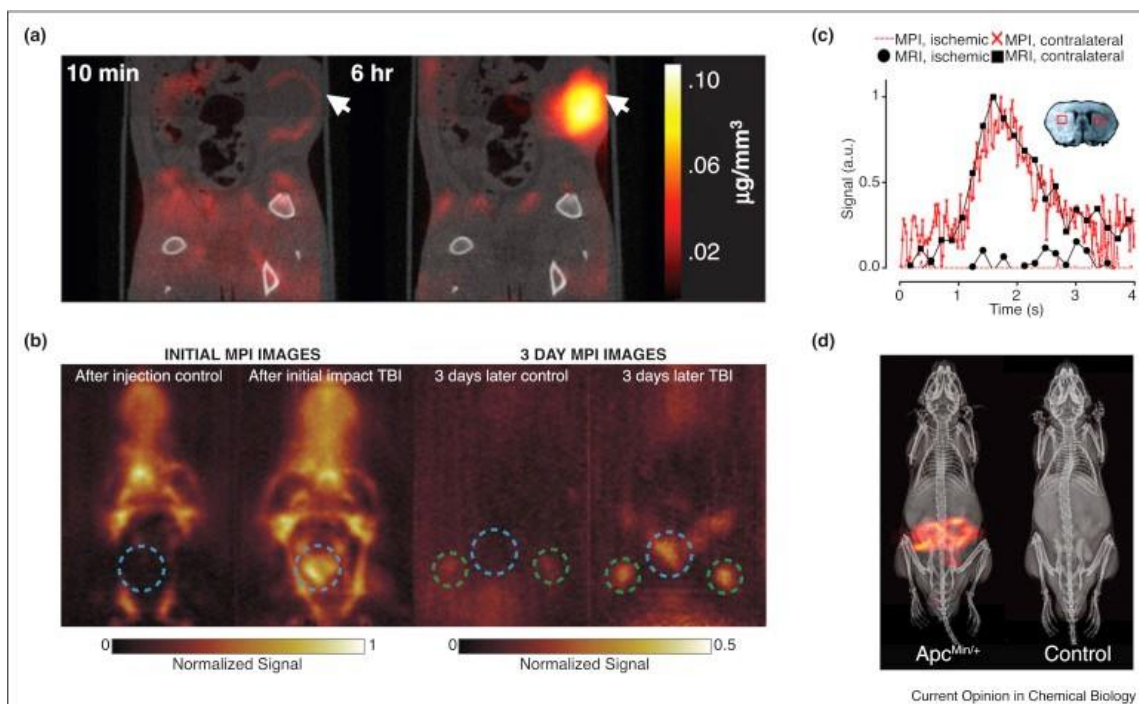 (a)
10 min
6 hr
.10
.06
.02
µg/mm³
(b)
INITIAL MPI IMAGES
3 DAY MPI IMAGES
After injection control
After initial impact TBI
3 days later control
3 days later TBI
0
1
Normalized Signal
0
0.5
Normalized Signal
(c)
MPI, ischemic
MPI, contralateral
MRI, ischemic
MRI, contralateral
Signal (a.u.)
1
0.5
0.0
0
1
2
3
4
Time (s)
(d)
Apc^Min/+
Control
Current Opinion in Chemical Biology